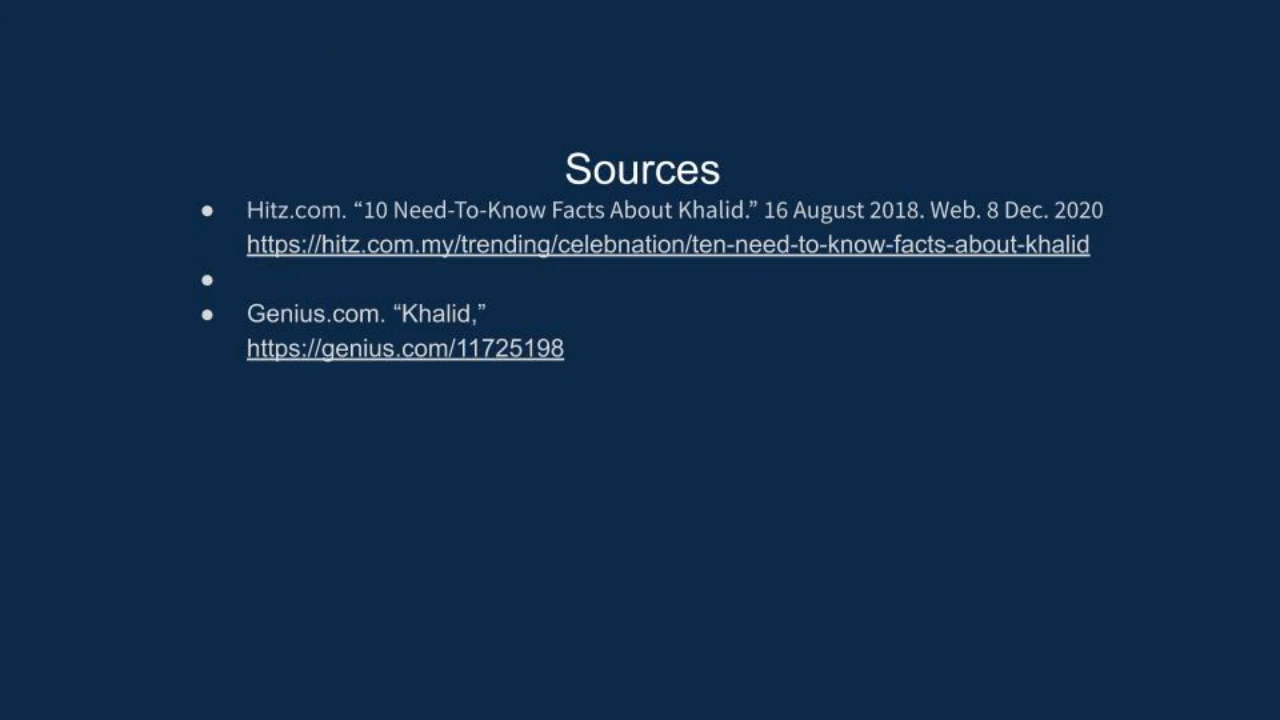 Sources
● Hitz.com. “10 Need-To-Know Facts About Khalid.” 16 August 2018. Web. 8 Dec. 2020
https://hitz.com.my/trending/celebnation/ten-need-to-know-facts-about-khalid
●
● Genius.com. “Khalid,”
https://genius.com/11725198